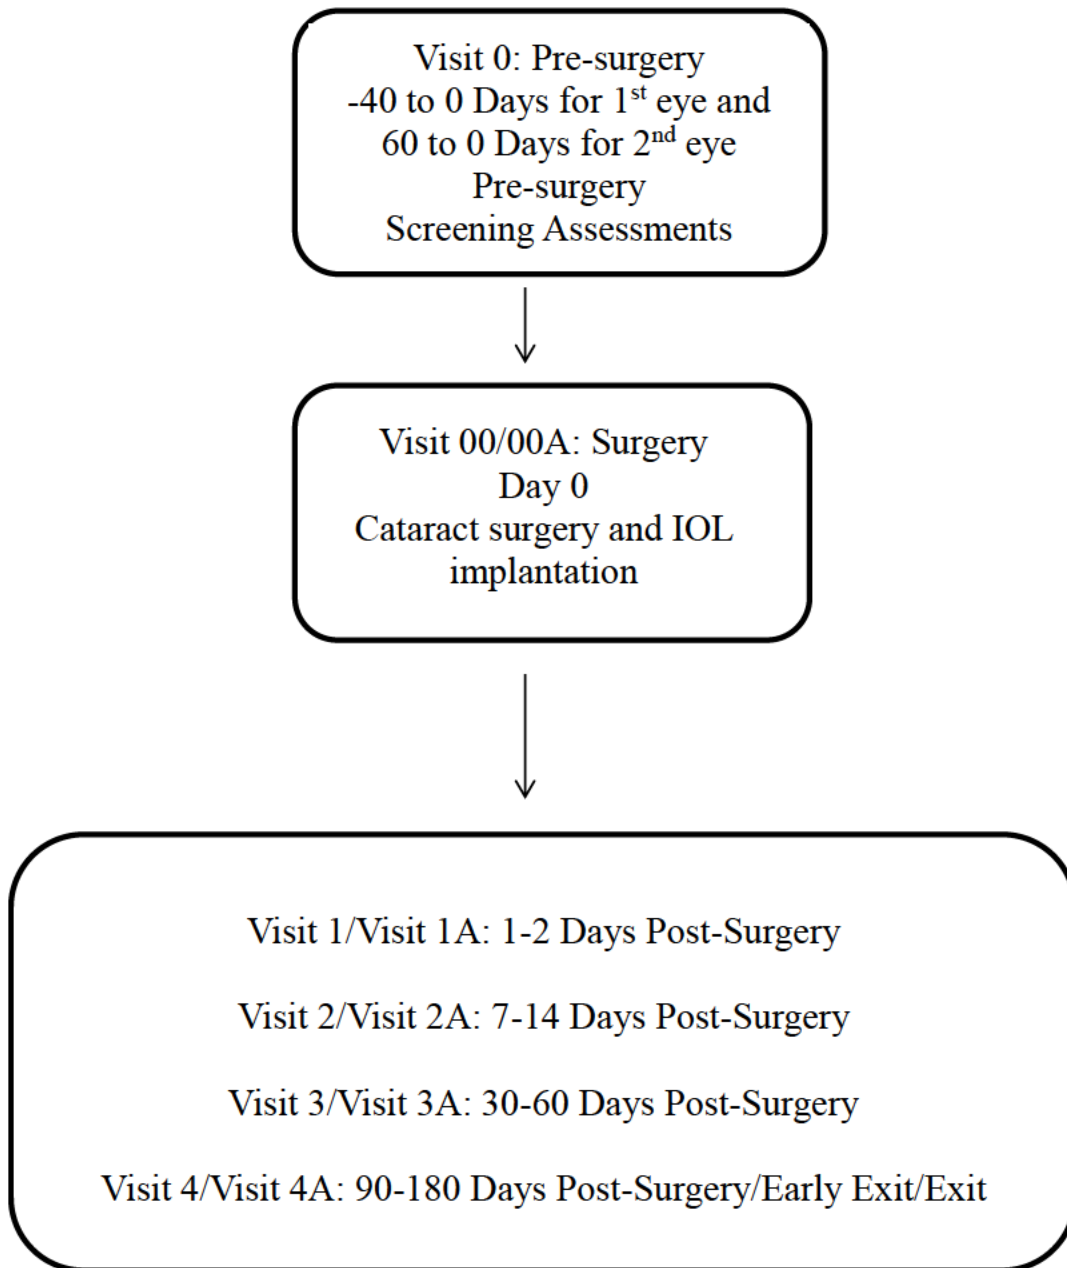 Visit 0: Pre-surgery
-40 to 0 Days for 1st eye and
60 to 0 Days for 2nd eye
Pre-surgery
Screening Assessments
Visit 00/00A: Surgery
Day 0
Cataract surgery and IOL
implantation
Visit 1/Visit 1A: 1-2 Days Post-Surgery
Visit 2/Visit 2A: 7-14 Days Post-Surgery
Visit 3/Visit 3A: 30-60 Days Post-Surgery
Visit 4/Visit 4A: 90-180 Days Post-Surgery/Early Exit/Exit